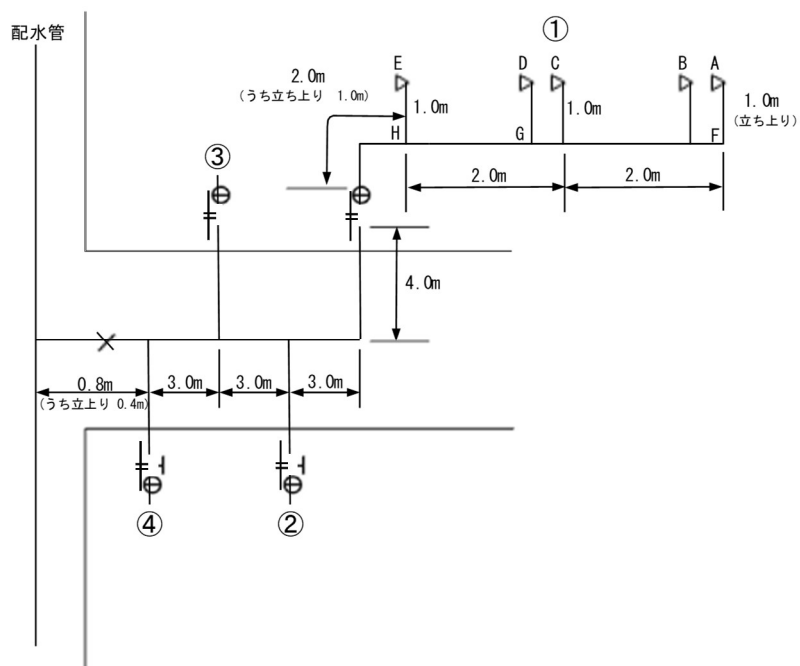 配水管
①
E
D
C
B
A
2.0m
(うち立ち上り 1.0m)
1.0m
1.0m
1.0m
(立ち上り)
H
G
F
③
2.0m
2.0m
4.0m
0.8m
3.0m
3.0m
3.0m
(うち立上り 0.4m)
④
②